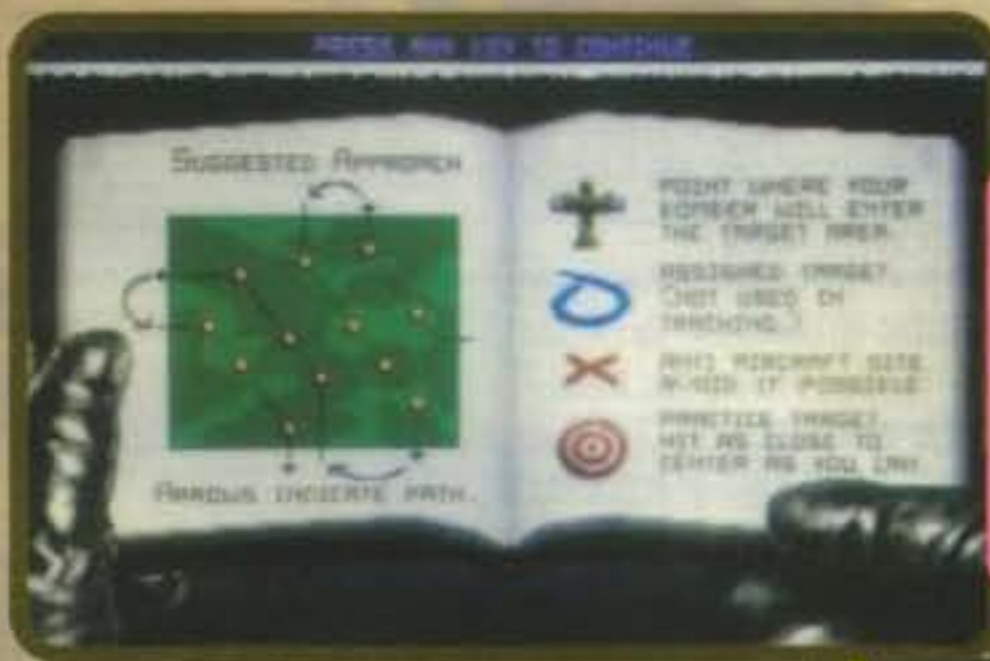 PRESS ANY KEY TO CONTINUE
SUGGESTED APPROACH
ARROWS INDICATE PATH.
POINT WHERE YOUR
BOMBER WILL ENTER
THE TARGET AREA.
ASSIGNED TARGET.
(NOT USED IN
TRAINING.)
ANTI AIRCRAFT SITE
AVOID IF POSSIBLE
PRACTICE TARGET.
HIT AS CLOSE TO
CENTER AS YOU CAN